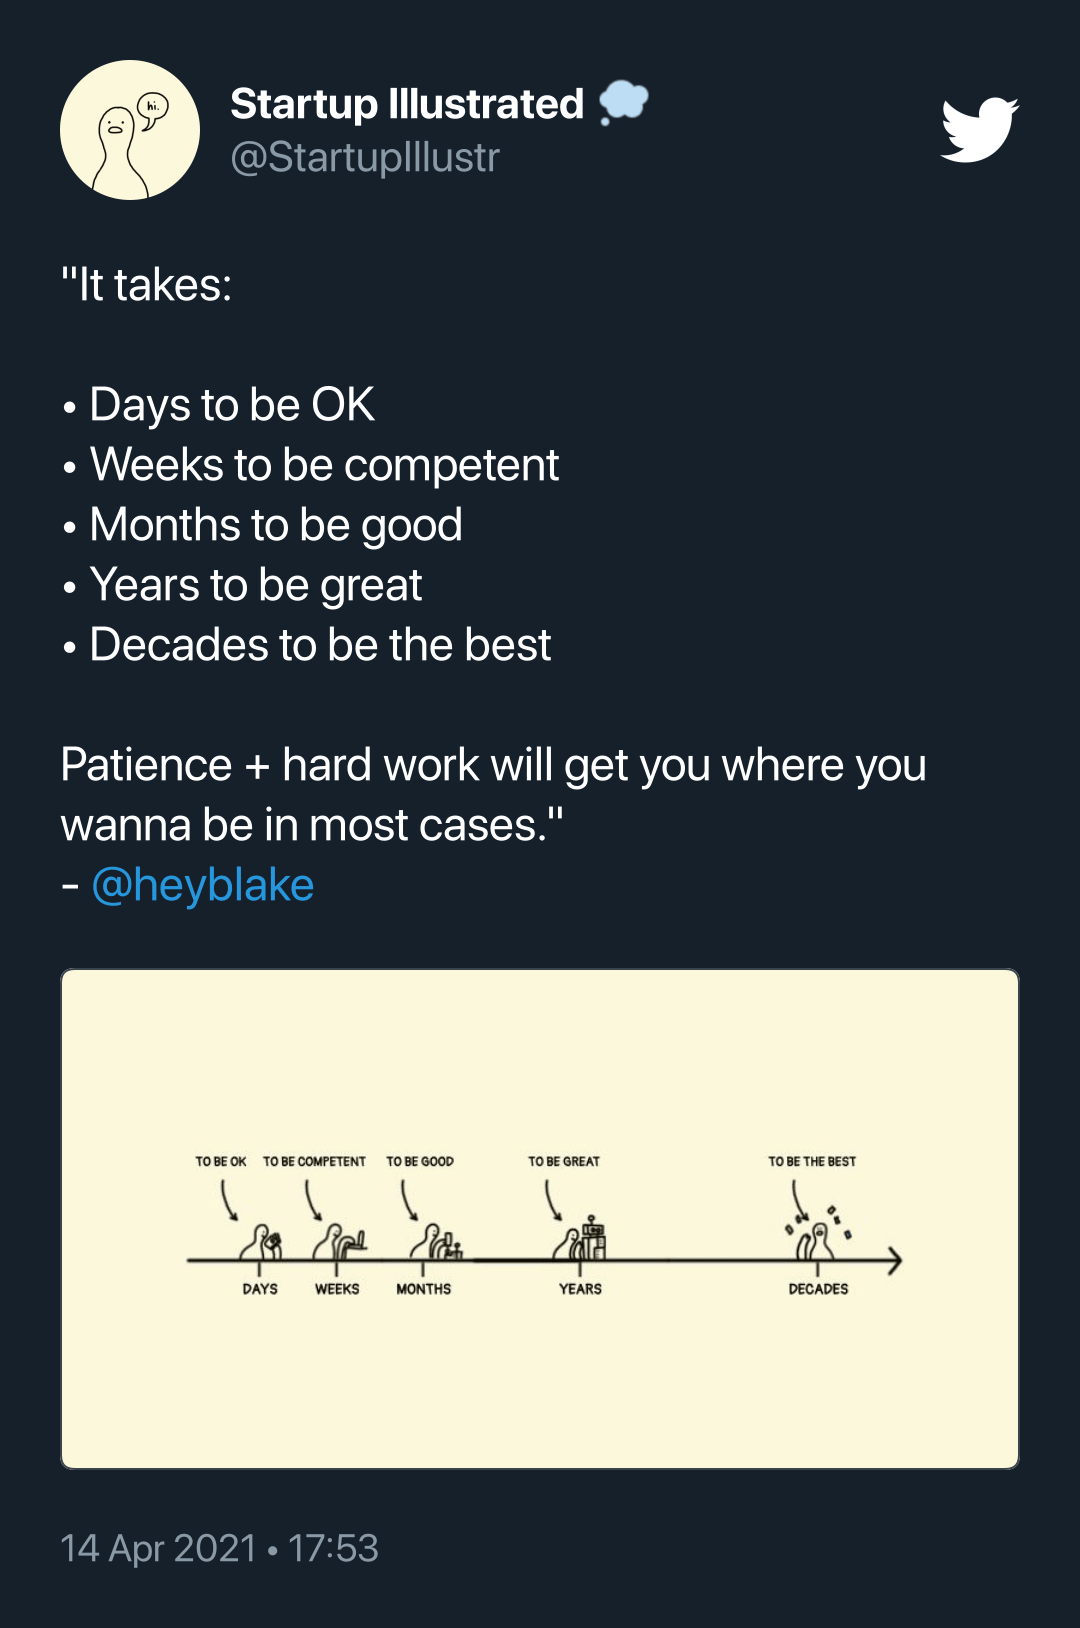 hi.
Startup Illustrated
@StartupIllustr
"It takes:
• Days to be OK
• Weeks to be competent
• Months to be good
• Years to be great
• Decades to be the best
Patience + hard work will get you where you
wanna be in most cases."
- @heyblake
TO BE OK TO BE COMPETENT TO BE GOOD TO BE GREAT TO BE THE BEST
DAYS WEEKS MONTHS YEARS DECADES
14 Apr 2021 • 17:53